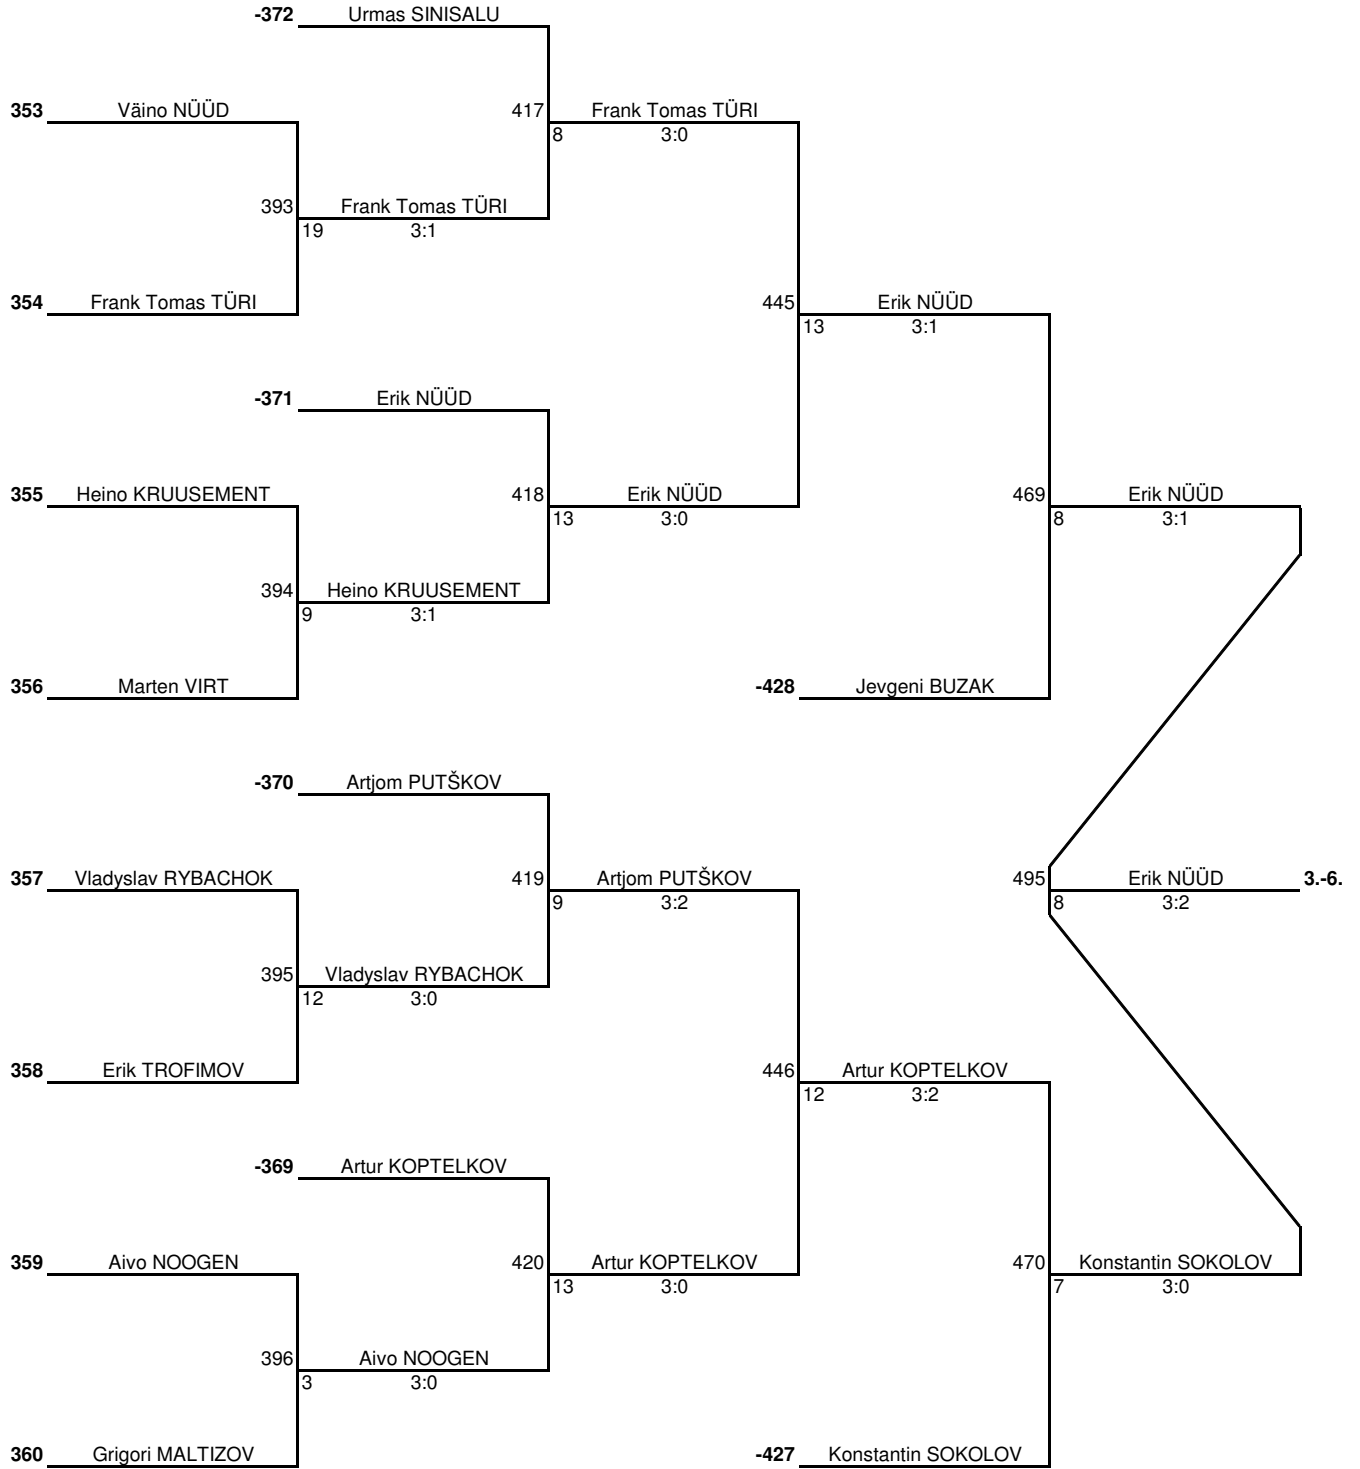 -372 Urmas SINISALU
353 Väino NÜÜD 417 Frank Tomas TÜRI
8 3:0
393 Frank Tomas TÜRI
19 3:1
354 Frank Tomas TÜRI 445 Erik NÜÜD
13 3:1
-371 Erik NÜÜD
355 Heino KRUUSEMENT 418 Erik NÜÜD 469 Erik NÜÜD
13 3:0 8 3:1
394 Heino KRUUSEMENT
9 3:1
356 Marten VIRT -428 Jevgeni BUZAK
-370 Artjom PUTŠKOV
357 Vladyslav RYBACHOK 419 Artjom PUTŠKOV 495 Erik NÜÜD 3.-6.
9 3:2 8 3:2
395 Vladyslav RYBACHOK
12 3:0
358 Erik TROFIMOV 446 Artur KOPTELKOV
12 3:2
-369 Artur KOPTELKOV
359 Aivo NOOGEN 420 Artur KOPTELKOV 470 Konstantin SOKOLOV
13 3:0 7 3:0
396 Aivo NOOGEN
3 3:0
360 Grigori MALTIZOV -427 Konstantin SOKOLOV